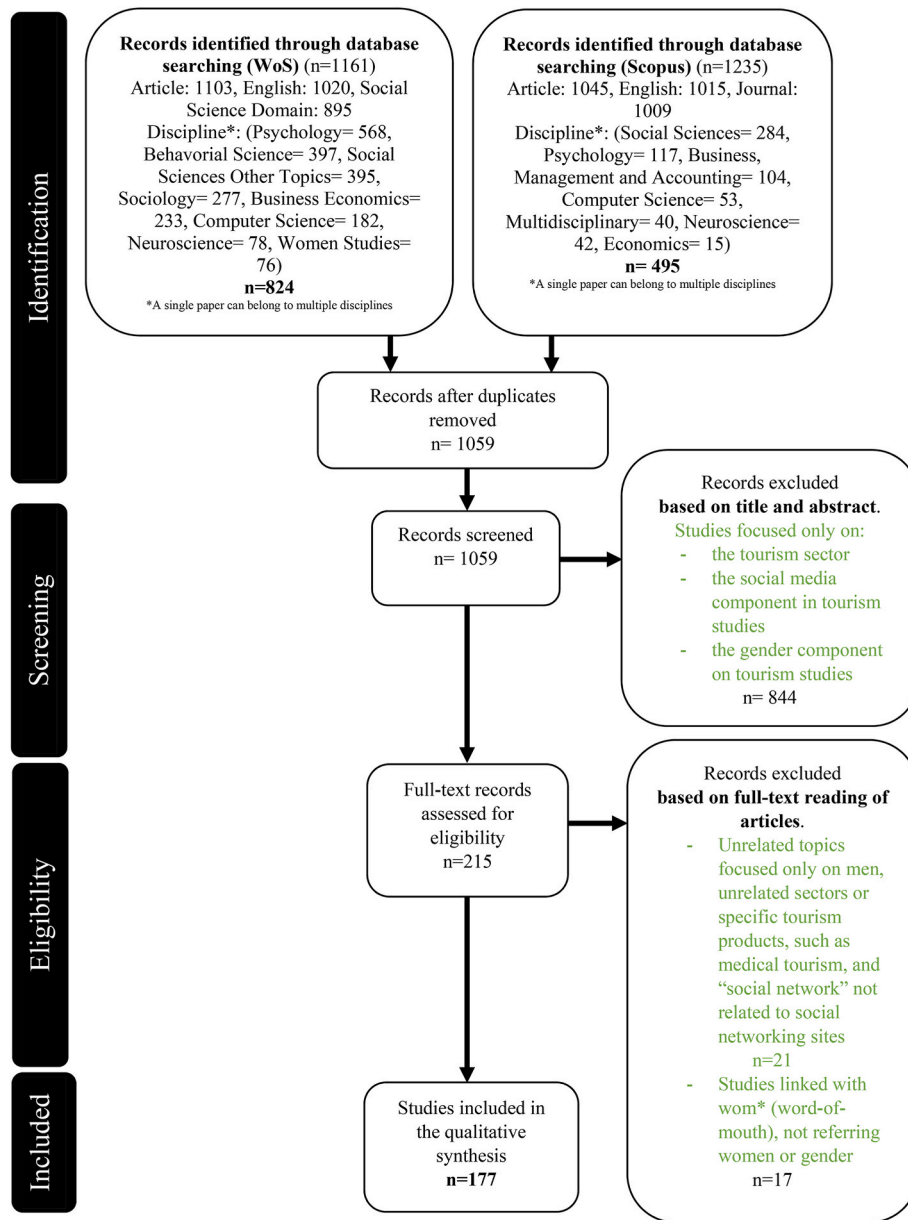 Identification
Records identified through database
searching (WoS) (n=1161)
Article: 1103, English: 1020, Social
Science Domain: 895
Discipline*: (Psychology= 568,
Behavorial Science= 397, Social
Sciences Other Topics= 395,
Sociology= 277, Business Economics=
233, Computer Science= 182,
Neuroscience= 78, Women Studies=
76)
n=824
*A single paper can belong to multiple disciplines
Records identified through database
searching (Scopus) (n=1235)
Article: 1045, English: 1015, Journal:
1009
Discipline*: (Social Sciences= 284,
Psychology= 117, Business,
Management and Accounting= 104,
Computer Science= 53,
Multidisciplinary= 40, Neuroscience=
42, Economics= 15)
n= 495
*A single paper can belong to multiple disciplines
Records after duplicates
removed
n= 1059
Screening
Records screened
n= 1059
Records excluded
based on title and abstract.
Studies focused only on:
- the tourism sector
- the social media
component in tourism
studies
- the gender component
on tourism studies
n= 844
Eligibility
Full-text records
assessed for
eligibility
n=215
Records excluded
based on full-text reading of
articles.
- Unrelated topics
focused only on men,
unrelated sectors or
specific tourism
products, such as
medical tourism, and
“social network” not
related to social
networking sites
n=21
- Studies linked with
wom* (word-of-
mouth), not referring
women or gender
n=17
Included
Studies included in
the qualitative
synthesis
n=177